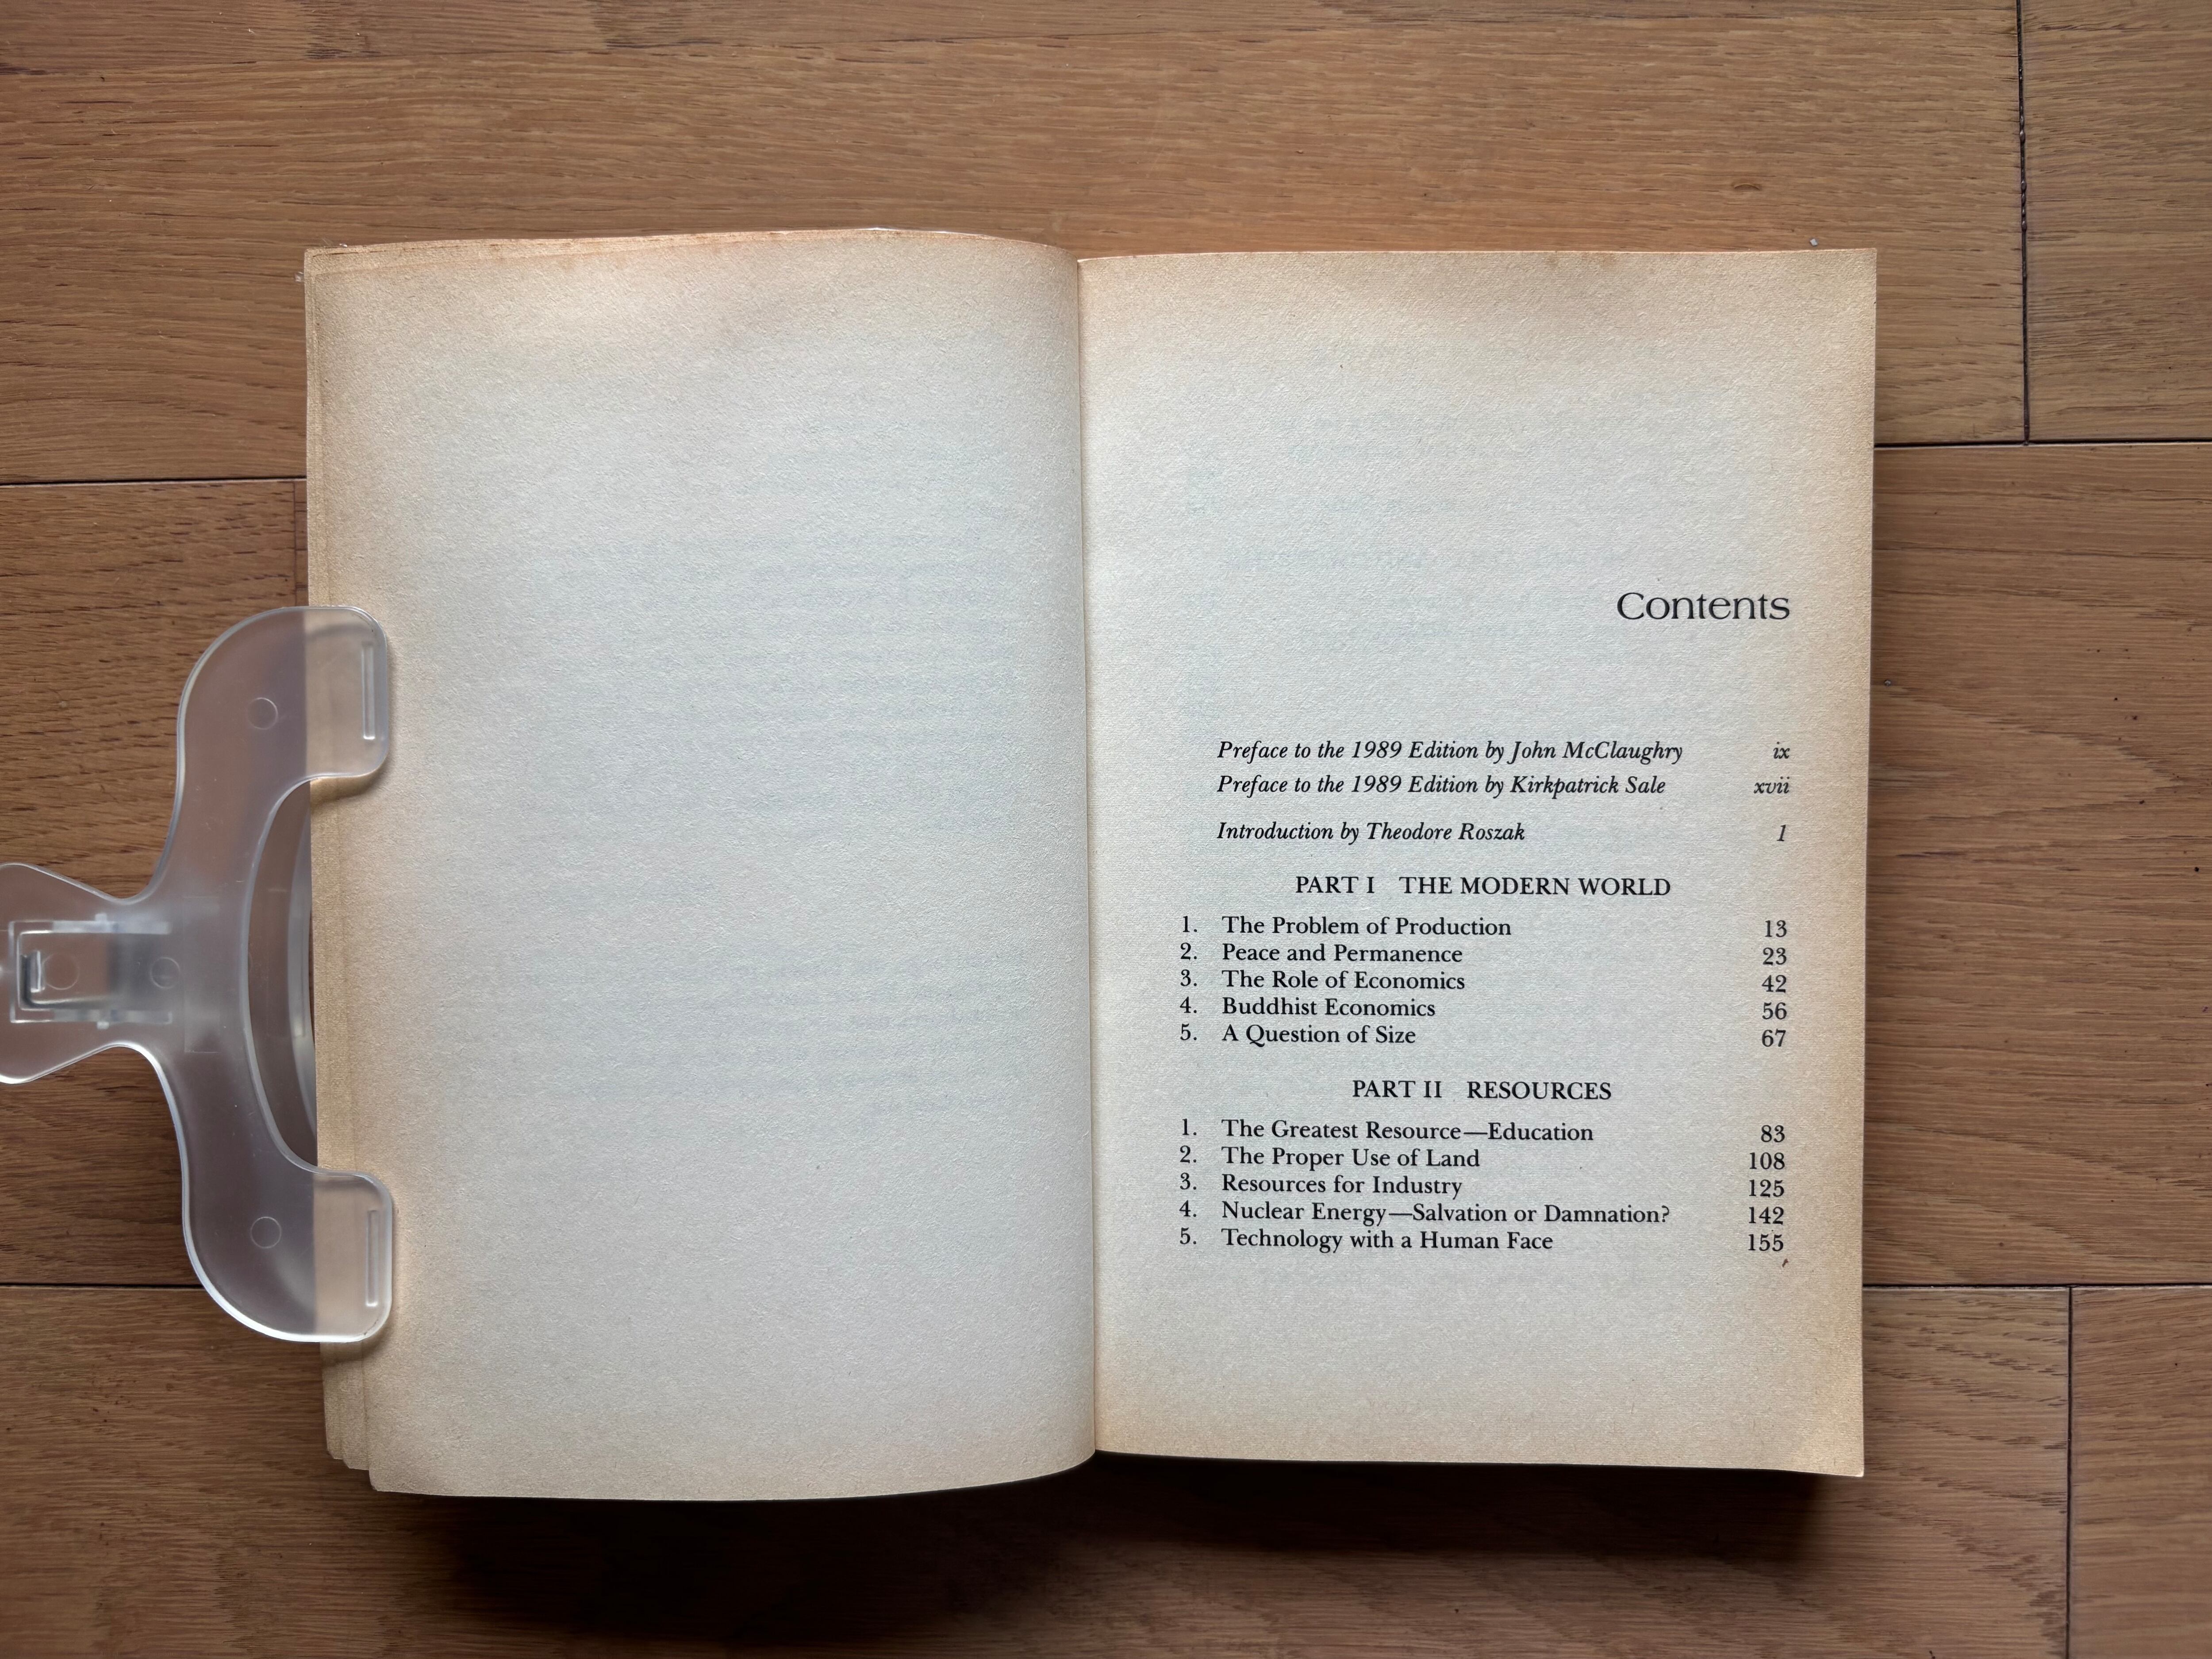 Contents
Preface to the 1989 Edition by John McClaughry ix
Preface to the 1989 Edition by Kirkpatrick Sale xvii
Introduction by Theodore Roszak 1
PART I THE MODERN WORLD
1. The Problem of Production 13
2. Peace and Permanence 23
3. The Role of Economics 42
4. Buddhist Economics 56
5. A Question of Size 67
PART II RESOURCES
1. The Greatest Resource—Education 83
2. The Proper Use of Land 108
3. Resources for Industry 125
4. Nuclear Energy—Salvation or Damnation? 142
5. Technology with a Human Face 155